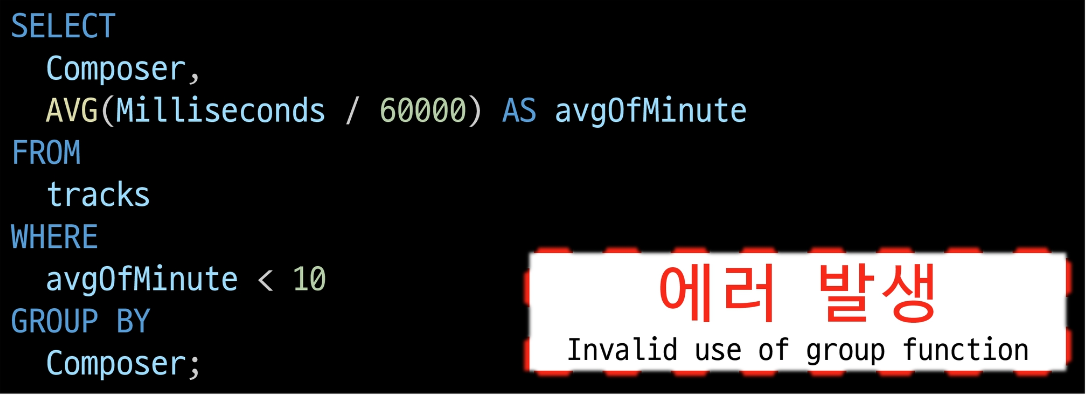 SELECT
Composer,
AVG(Milliseconds / 60000) AS avgOfMinute
FROM
tracks
WHERE
avgOfMinute < 10
GROUP BY
Composer;
에러 발생
Invalid use of group function